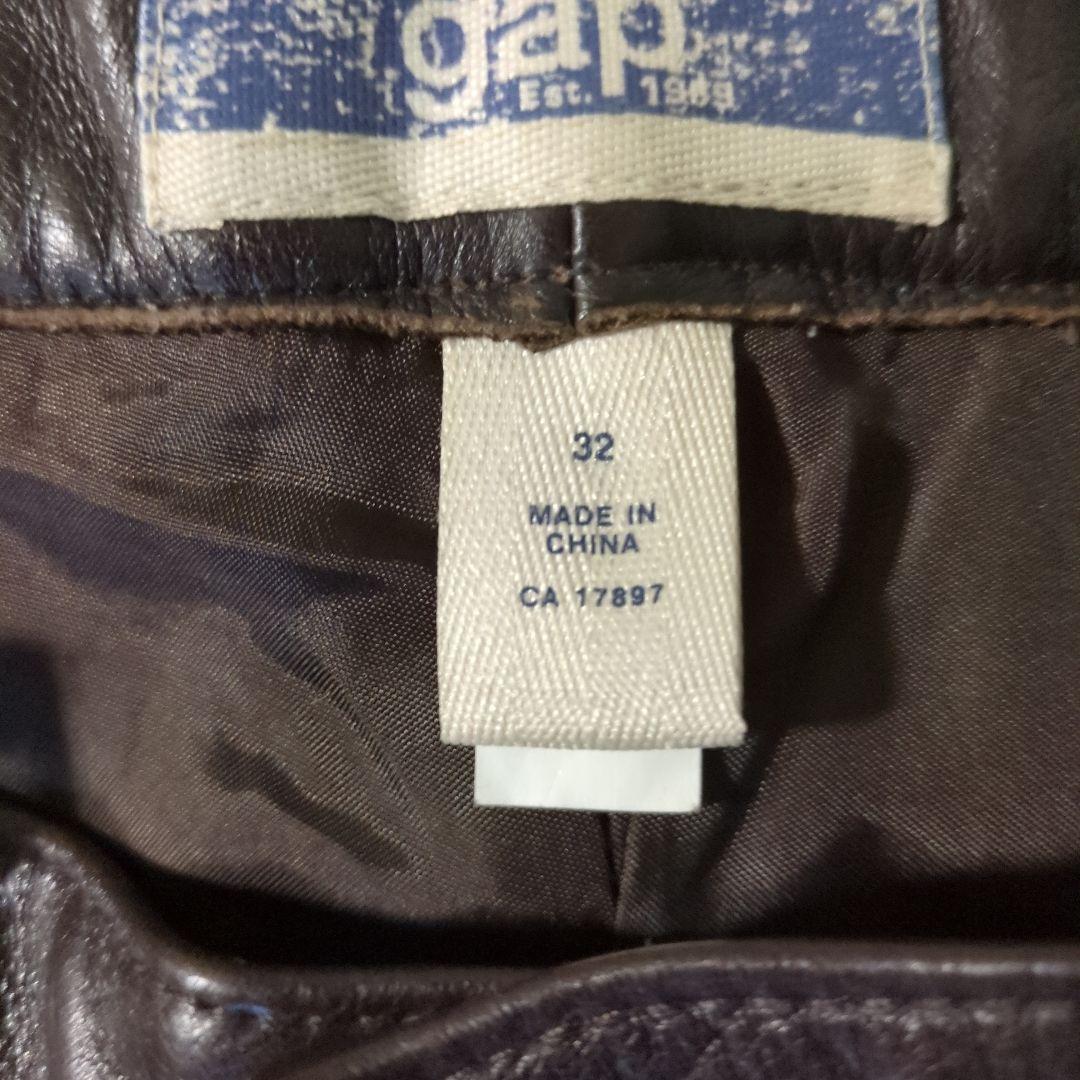 gap
Est. 1969
32
MADE IN
CHINA
CA 17897